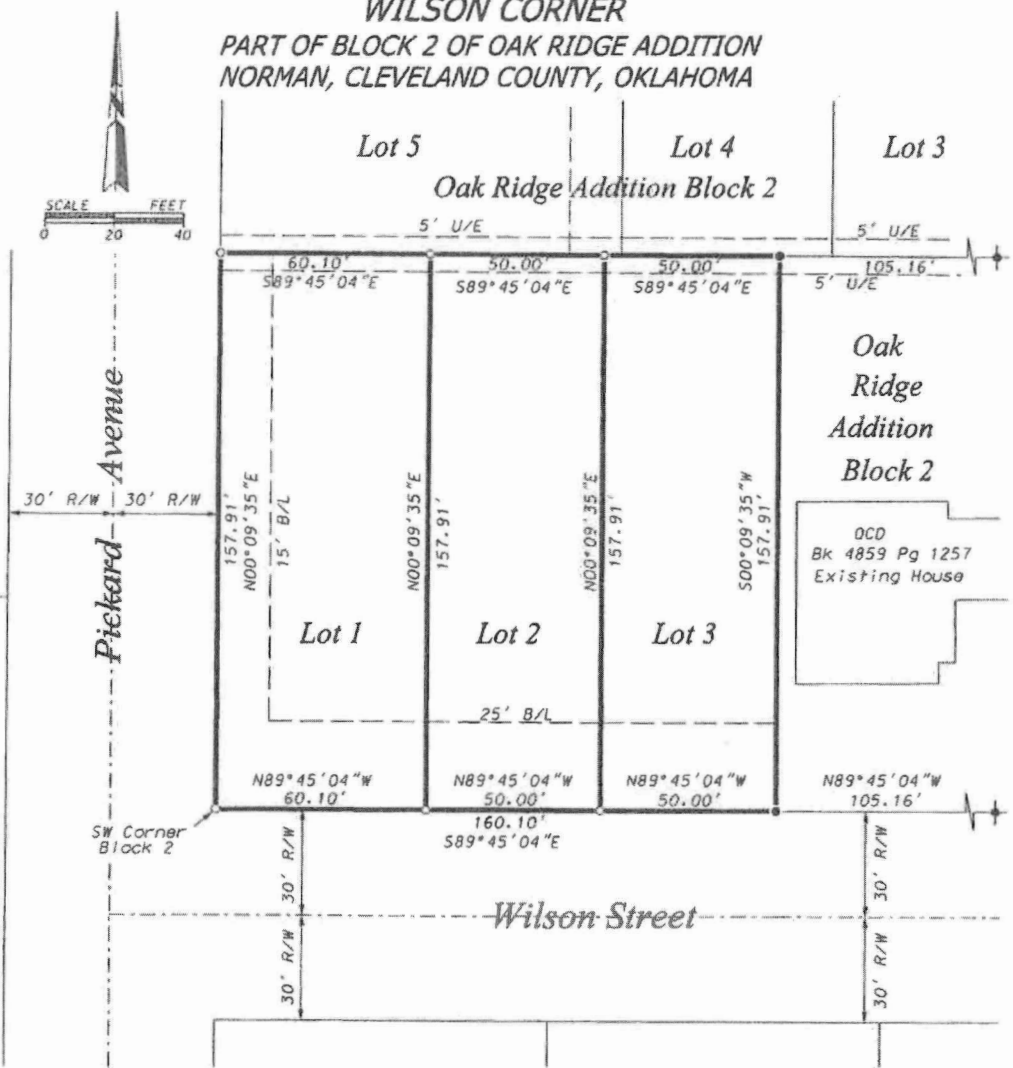 WILSON CORNER
PART OF BLOCK 2 OF OAK RIDGE ADDITION
NORMAN, CLEVELAND COUNTY, OKLAHOMA
N
SCALE FEET
0 20 40
Lot 5
Lot 4
Lot 3
Oak Ridge Addition Block 2
5' U/E
5' U/E
60.10'
S89°45'04"E
50.00'
S89°45'04"E
50.00'
S89°45'04"E
105.16'
5' U/E
Oak
Ridge
Addition
Block 2
Pickard Avenue
30' R/W
30' R/W
157.91'
N00°09'35"E
15' B/L
N00°09'35"E
157.91'
N00°09'35"E
157.91'
S00°09'35"W
157.91'
QCD
Bk 4859 Pg 1257
Existing House
Lot 1
Lot 2
Lot 3
25' B/L
N89°45'04"W
60.10'
N89°45'04"W
50.00'
N89°45'04"W
50.00'
N89°45'04"W
105.16'
SW Corner
Block 2
160.10'
S89°45'04"E
30' R/W
30' R/W
Wilson Street
30' R/W
30' R/W